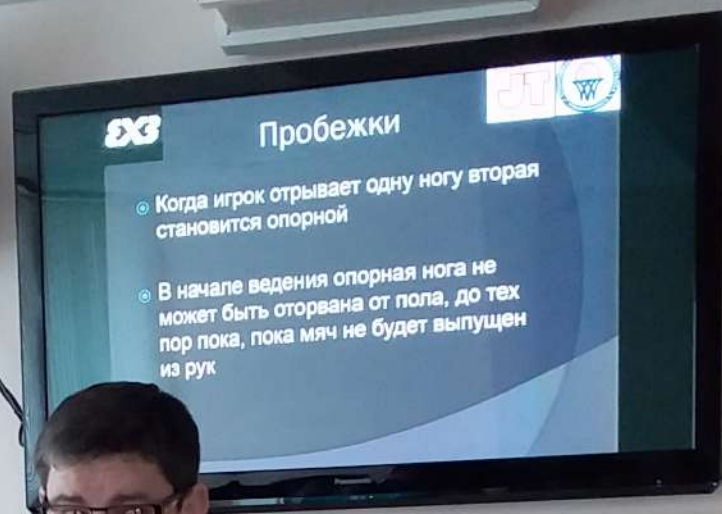 3X3
JT
Пробежки
Когда игрок отрывает одну ногу вторая
становится опорной
В начале ведения опорная нога не
может быть оторвана от пола, до тех
пор пока, пока мяч не будет выпущен
из рук